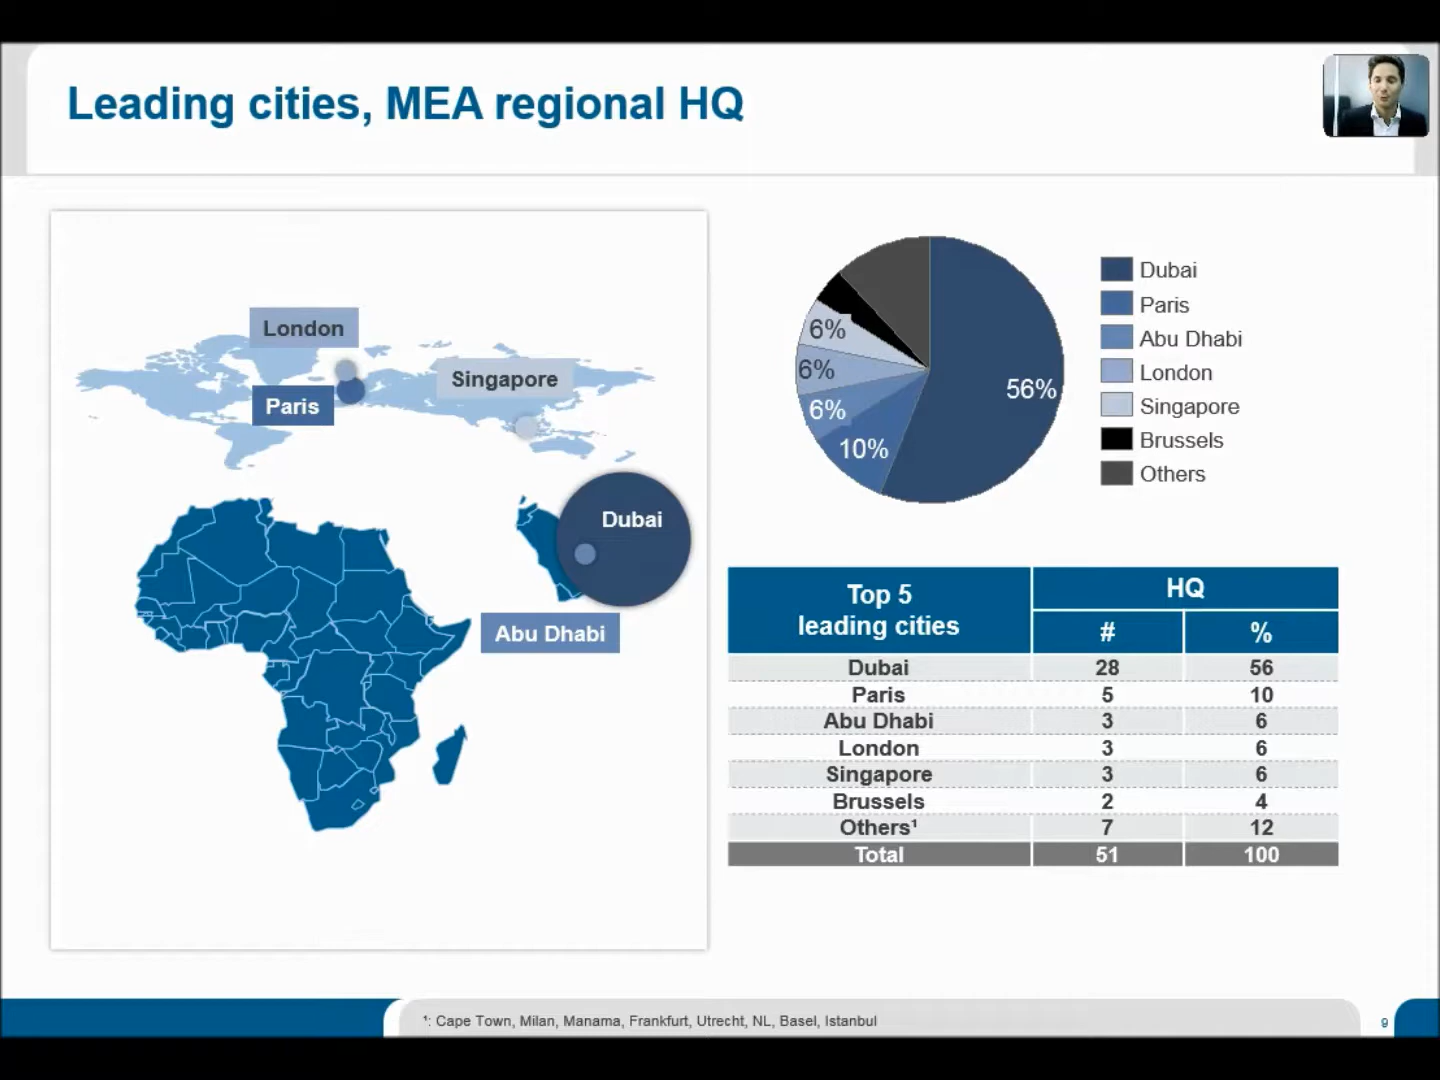 Leading cities, MEA regional HQ
London
Singapore
Paris
Dubai
Abu Dhabi
6%
6%
6%
10%
56%
Dubai
Paris
Abu Dhabi
London
Singapore
Brussels
Others
Top 5 leading cities HQ
# %
Dubai 28 56
Paris 5 10
Abu Dhabi 3 6
London 3 6
Singapore 3 6
Brussels 2 4
Others¹ 7 12
Total 51 100
¹: Cape Town, Milan, Manama, Frankfurt, Utrecht, NL, Basel, Istanbul
9